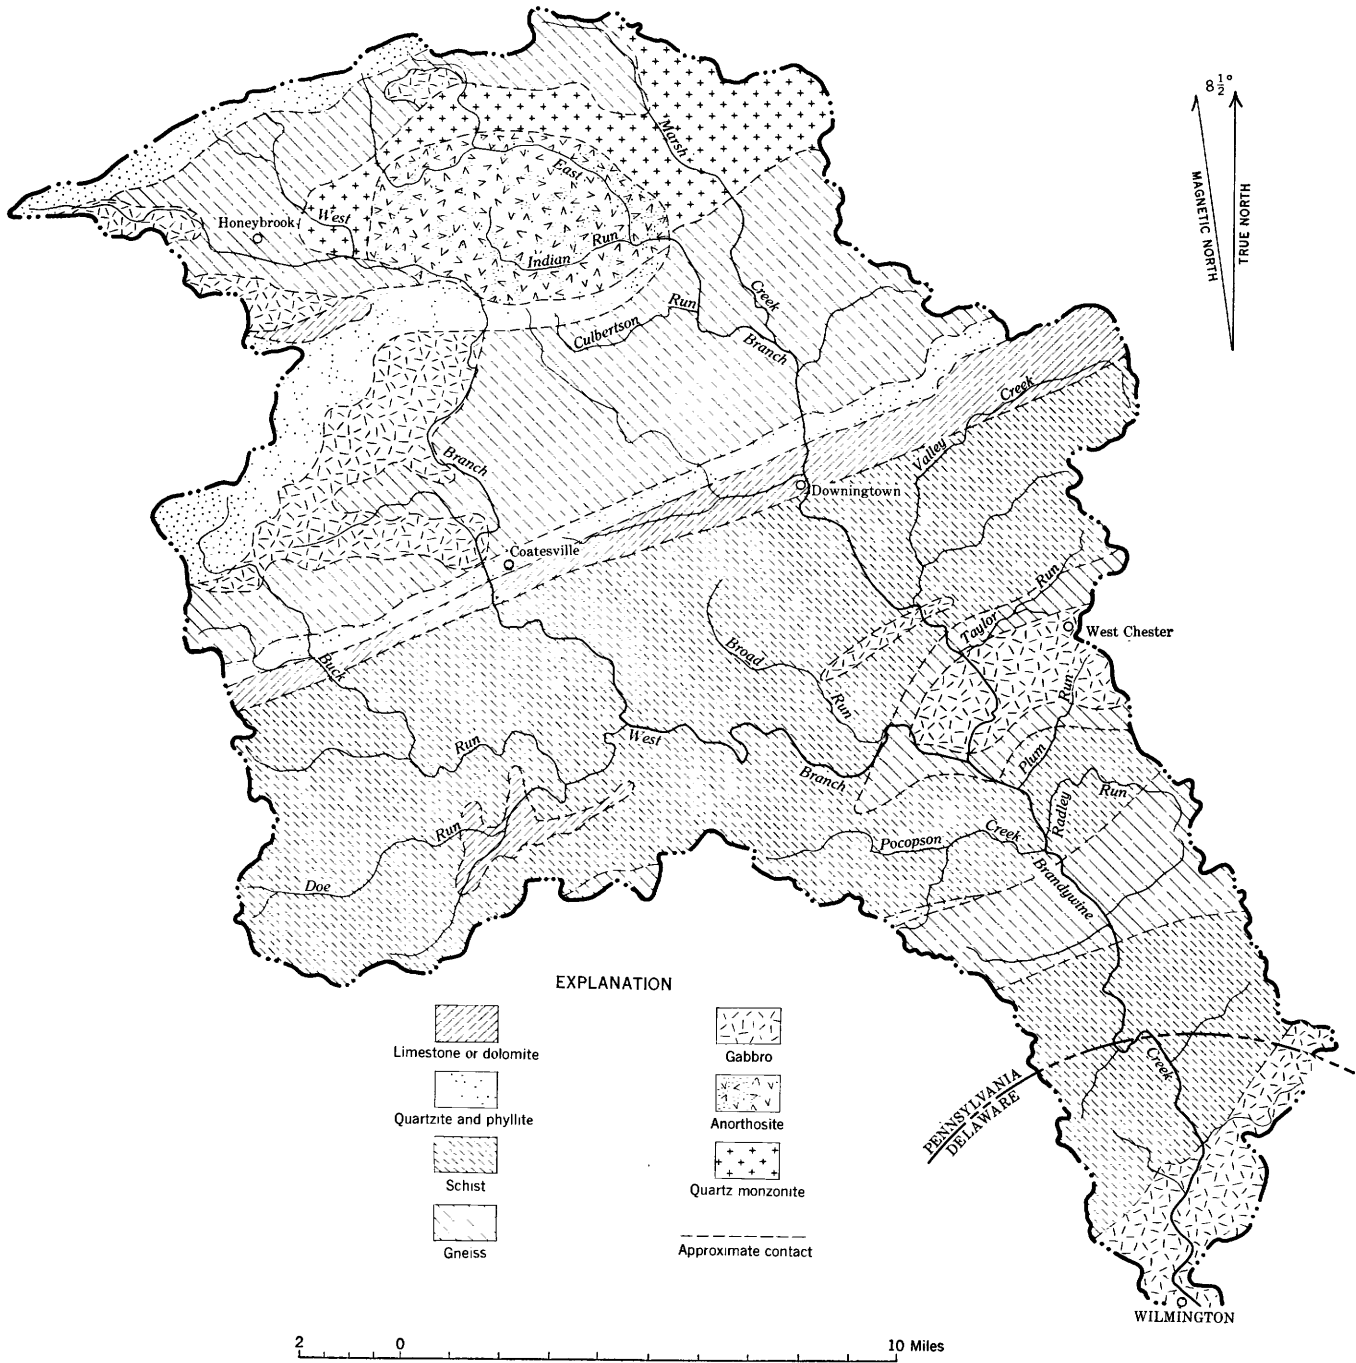 8 1/2°
MAGNETIC NORTH
TRUE NORTH
Marsh
East
Honeybrook
West
Run
Indian
Creek
Run
Culbertson
Branch
Creek
Valley
Branch
Downingtown
Coatesville
Run
Taylor
West Chester
Broad
Buck
Run
Run
West
Run
Plum
Branch
Run
Radley
Run
Creek
Pocopson
Doe
Brandywine
EXPLANATION
Limestone or dolomite
Quartzite and phyllite
Schist
Gneiss
Gabbro
Anorthosite
Quartz monzonite
Approximate contact
Creek
PENNSYLVANIA
DELAWARE
WILMINGTON
2 0 10 Miles